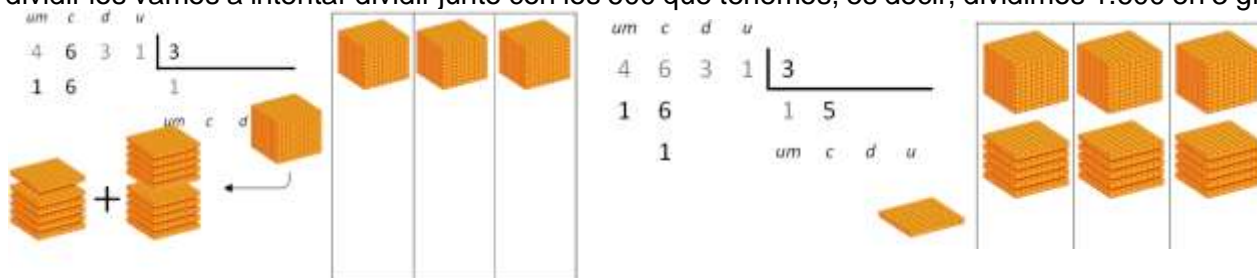 dividir los vamos a intentar dividir junto con los 300 que tenemos, es decir, dividimos 1.600 en 3
um c d u
4 6 3 1 3
1 6 1
um c d
+
um c d u
4 6 3 1 3
1 6 1 5
1 um c d u